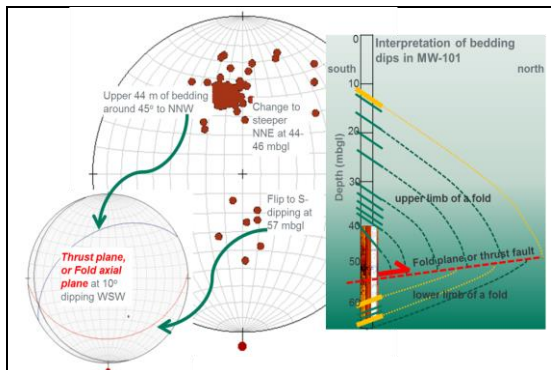 Upper 44 m of bedding
around 45º to NNW
Change to
steeper
NNE at 44-
46 mbgl
Flip to S-
dipping at
57 mbgl
Thrust plane,
or Fold axial
plane at 10º
dipping WSW
Interpretation of bedding
dips in MW-101
south
north
Depth (mbgl)
0
10
20
30
40
50
60
upper limb of a fold
Fold plane or thrust fault
lower limb of a fold